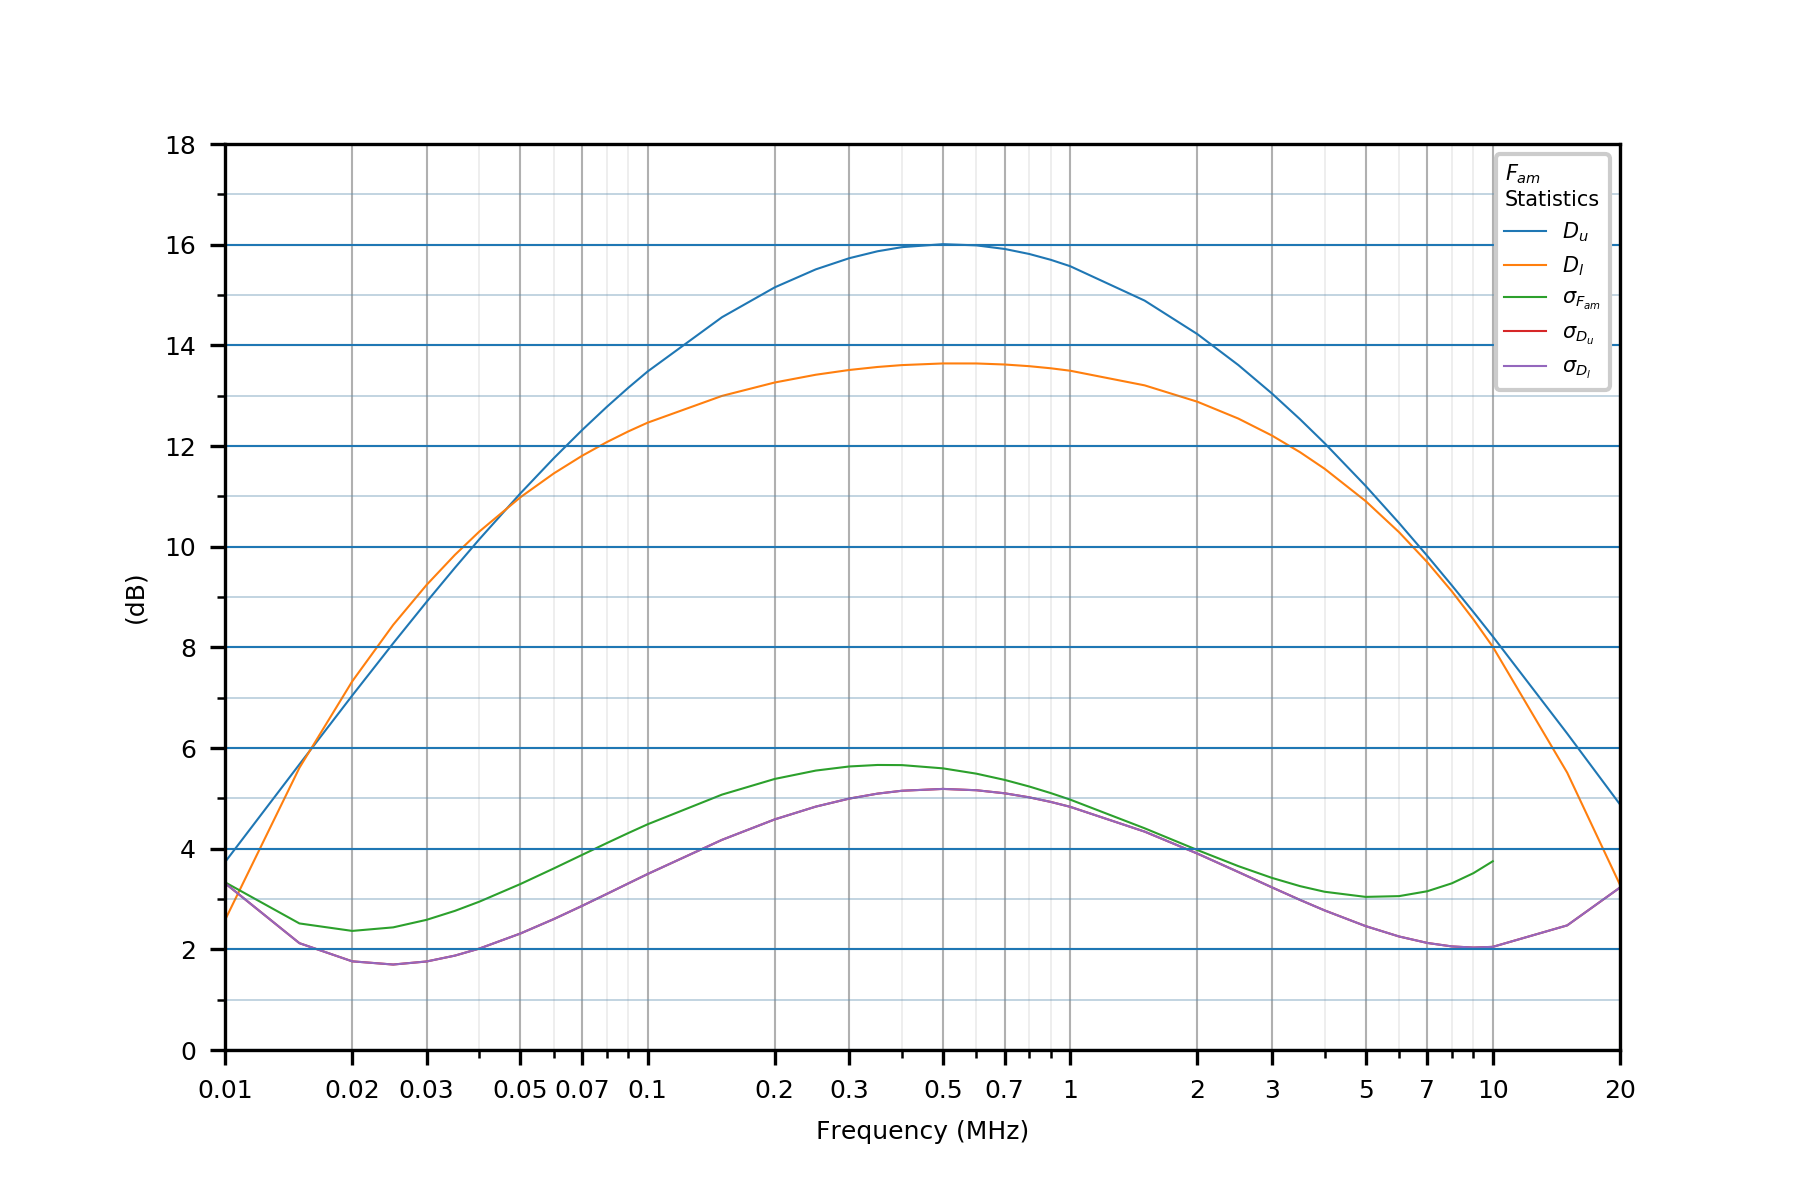 18
16
14
12
10
8
6
4
2
0
(dB)
F_am
Statistics
D_u
D_l
σ_F_am
σ_D_u
σ_D_l
0.01 0.02 0.03 0.05 0.07 0.1 0.2 0.3 0.5 0.7 1 2 3 5 7 10 20
Frequency (MHz)